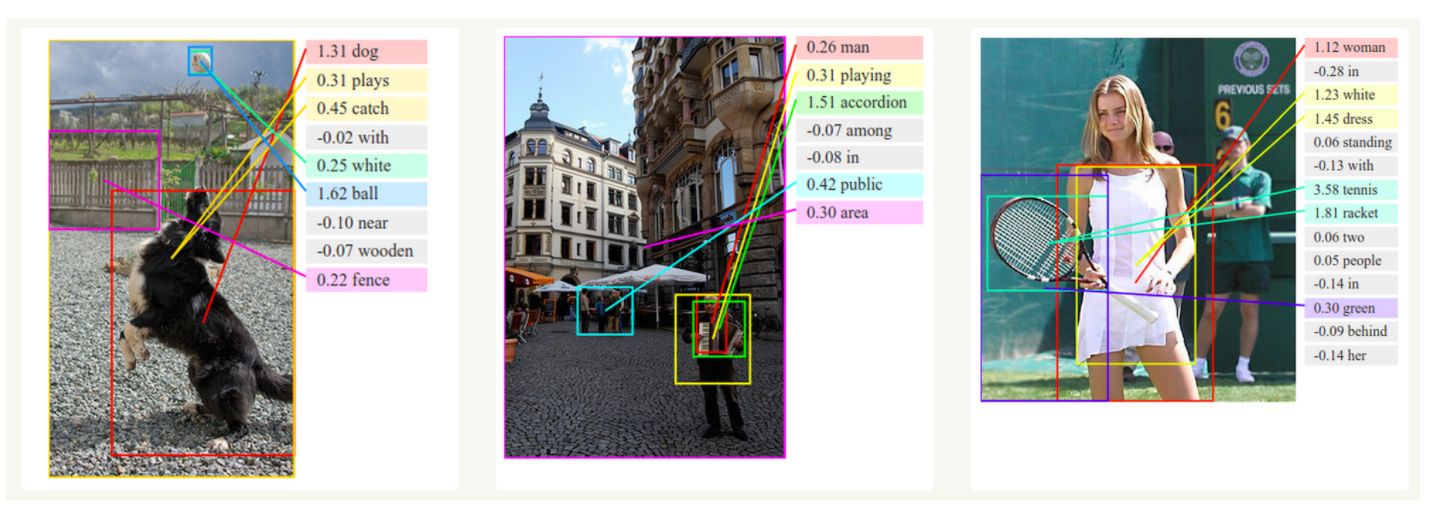 1.31 dog
0.31 plays
0.45 catch
-0.02 with
0.25 white
1.62 ball
-0.10 near
-0.07 wooden
0.22 fence
0.26 man
0.31 playing
1.51 accordion
-0.07 among
-0.08 in
0.42 public
0.30 area
PREVIOUS SETS
6
1.12 woman
-0.28 in
1.23 white
1.45 dress
0.06 standing
-0.13 with
3.58 tennis
1.81 racket
0.06 two
0.05 people
-0.14 in
0.30 green
-0.09 behind
-0.14 her